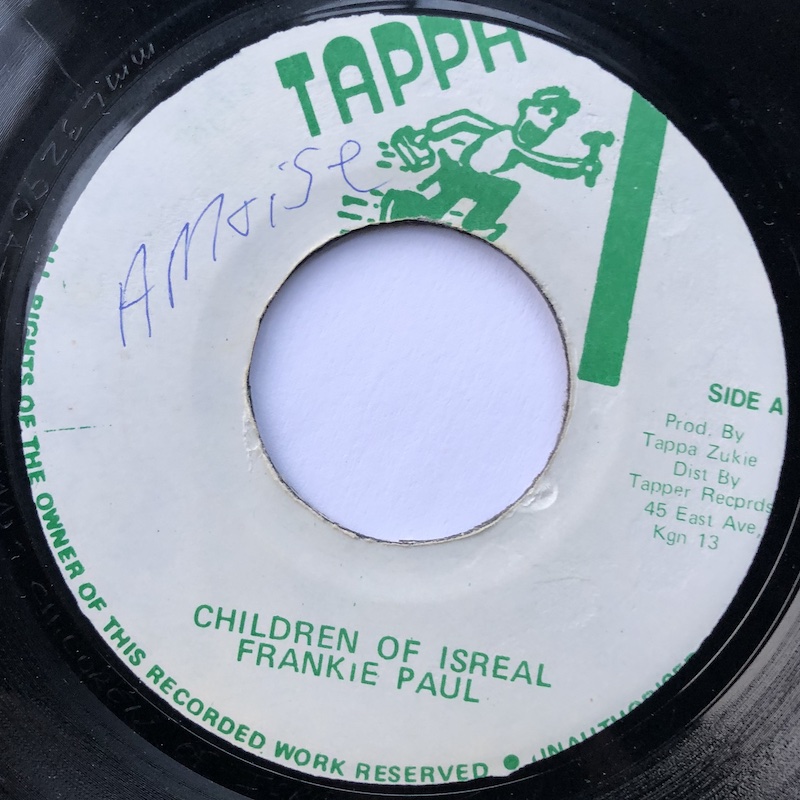 TAPPA
AMoise
SIDE A
Prod. By
Tappa Zukie
Dist By
Tapper Recprds
45 East Ave,
Kgn 13
CHILDREN OF ISREAL
FRANKIE PAUL
ALL RIGHTS OF THE OWNER OF THIS RECORDED WORK RESERVED ● UNAUTHORISED